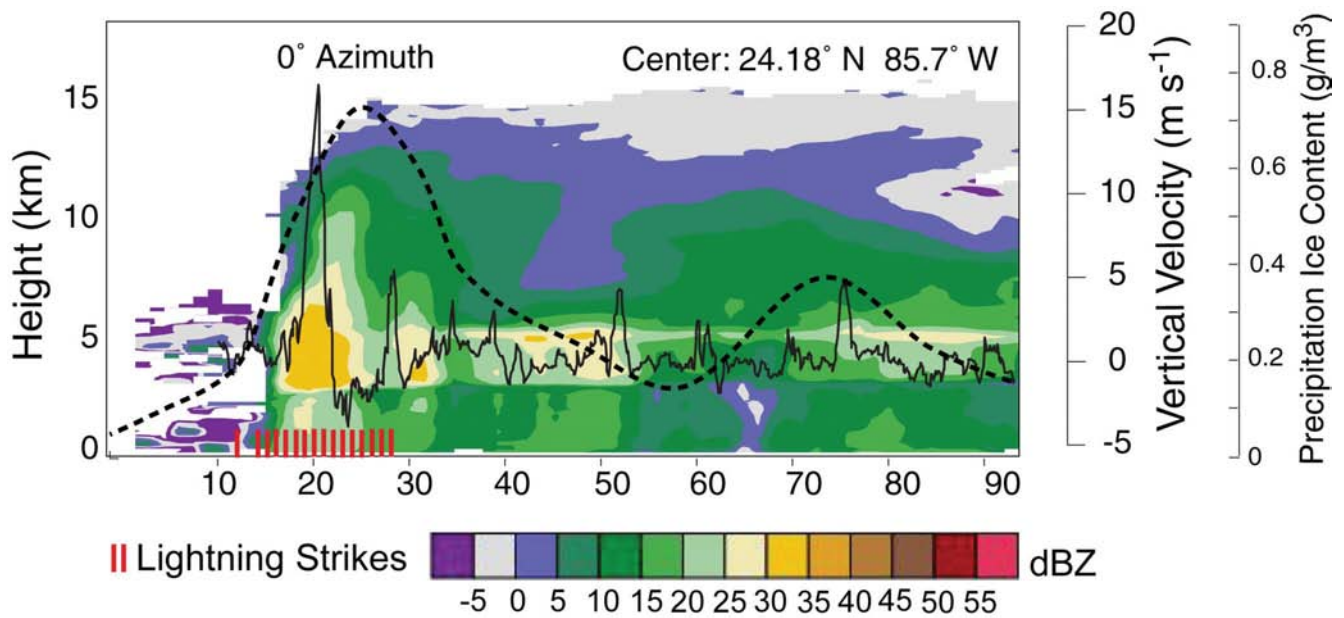 0° Azimuth
Center: 24.18° N 85.7° W
Height (km)
15
10
5
0
10 20 30 40 50 60 70 80 90
20
15
10
5
0
-5
Vertical Velocity (m s-1)
0.8
0.6
0.4
0.2
0
Precipitation Ice Content (g/m3)
Lightning Strikes
-5 0 5 10 15 20 25 30 35 40 45 50 55
dBZ